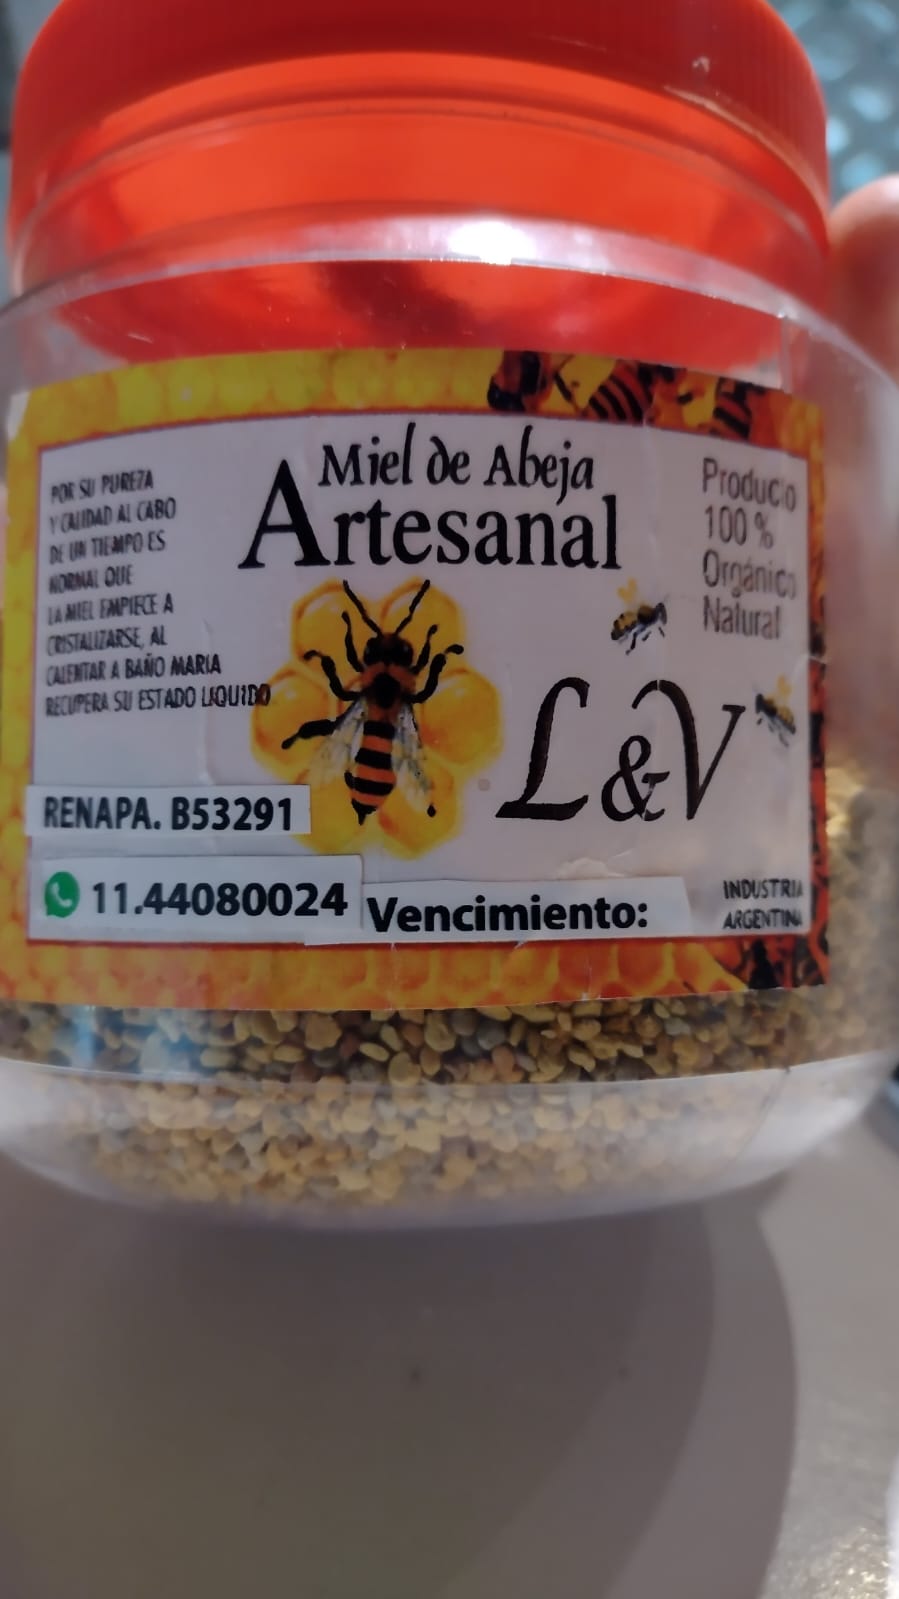 POR SU PUREZA
Y CALIDAD AL CABO
DE UN TIEMPO ES
NORMAL QUE
LA MIEL EMPIECE A
CRISTALIZARSE, AL
CALENTAR A BAÑO MARIA
RECUPERA SU ESTADO LIQUIDO
Miel de Abeja
Artesanal
Producto
100 %
Orgánico
Natural
L&V
RENAPA. B53291
11.44080024
Vencimiento:
INDUSTRIA
ARGENTINA